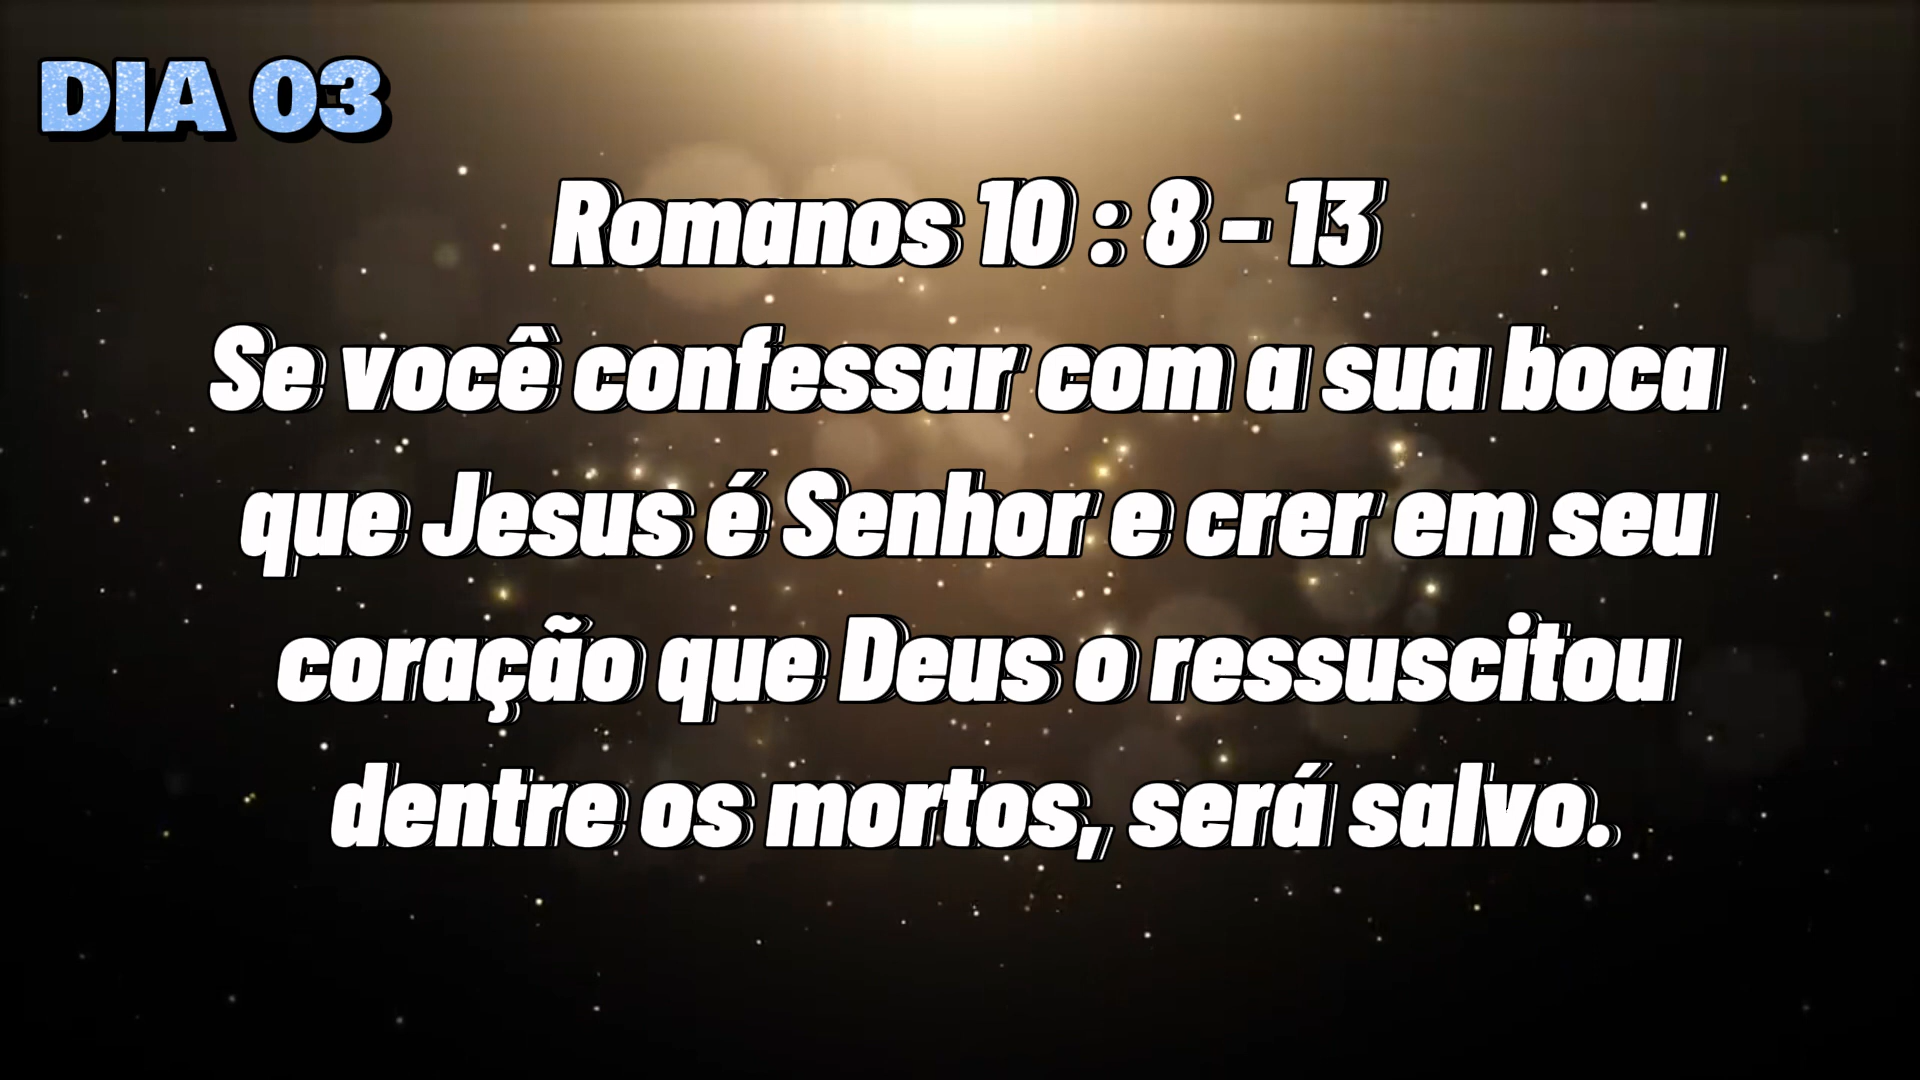 DIA 03
Romanos 10 : 8 - 13
Se você confessar com a sua boca
que Jesus é Senhor e crer em seu
coração que Deus o ressuscitou
dentre os mortos, será salvo.